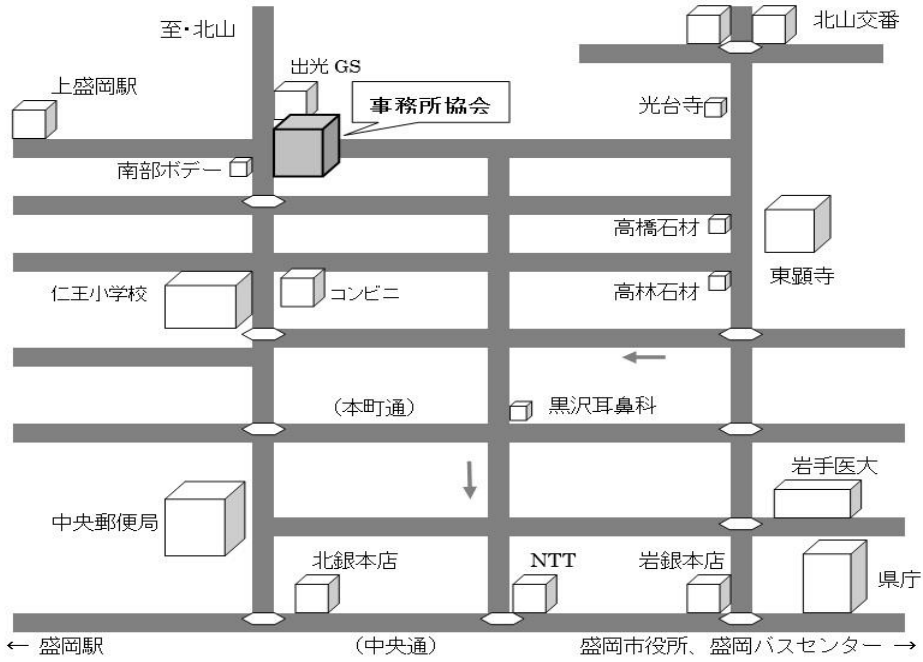 北山交番
至・北山
出光 GS
上盛岡駅
事務所協会
光台寺
南部ボデー
高橋石材
東顕寺
仁王小学校
コンビニ
高林石材
(本町通)
黒沢耳鼻科
岩手医大
中央郵便局
北銀本店
NTT
岩銀本店
県庁
← 盛岡駅
(中央通)
盛岡市役所、盛岡バスセンター →